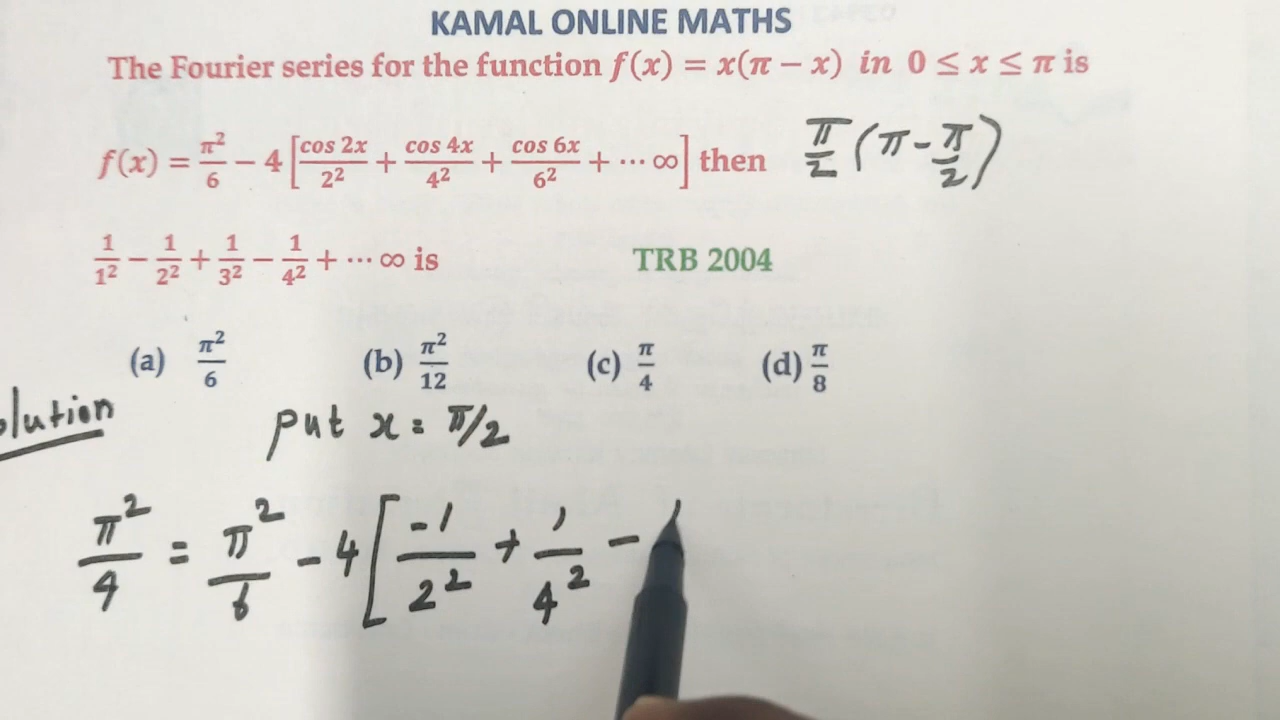 KAMAL ONLINE MATHS
The Fourier series for the function f(x) = x(π − x) in 0 ≤ x ≤ π is
f(x) = π²/6 − 4 [cos 2x/2² + cos 4x/4² + cos 6x/6² + ⋯ ∞] then π/2 (π - π/2)
1/1² − 1/2² + 1/3² − 1/4² + ⋯ ∞ is TRB 2004
(a) π²/6 (b) π²/12 (c) π/4 (d) π/8
olution put x = π/2
π²/4 = π²/6 - 4 [-1/2² + 1/4² - 1